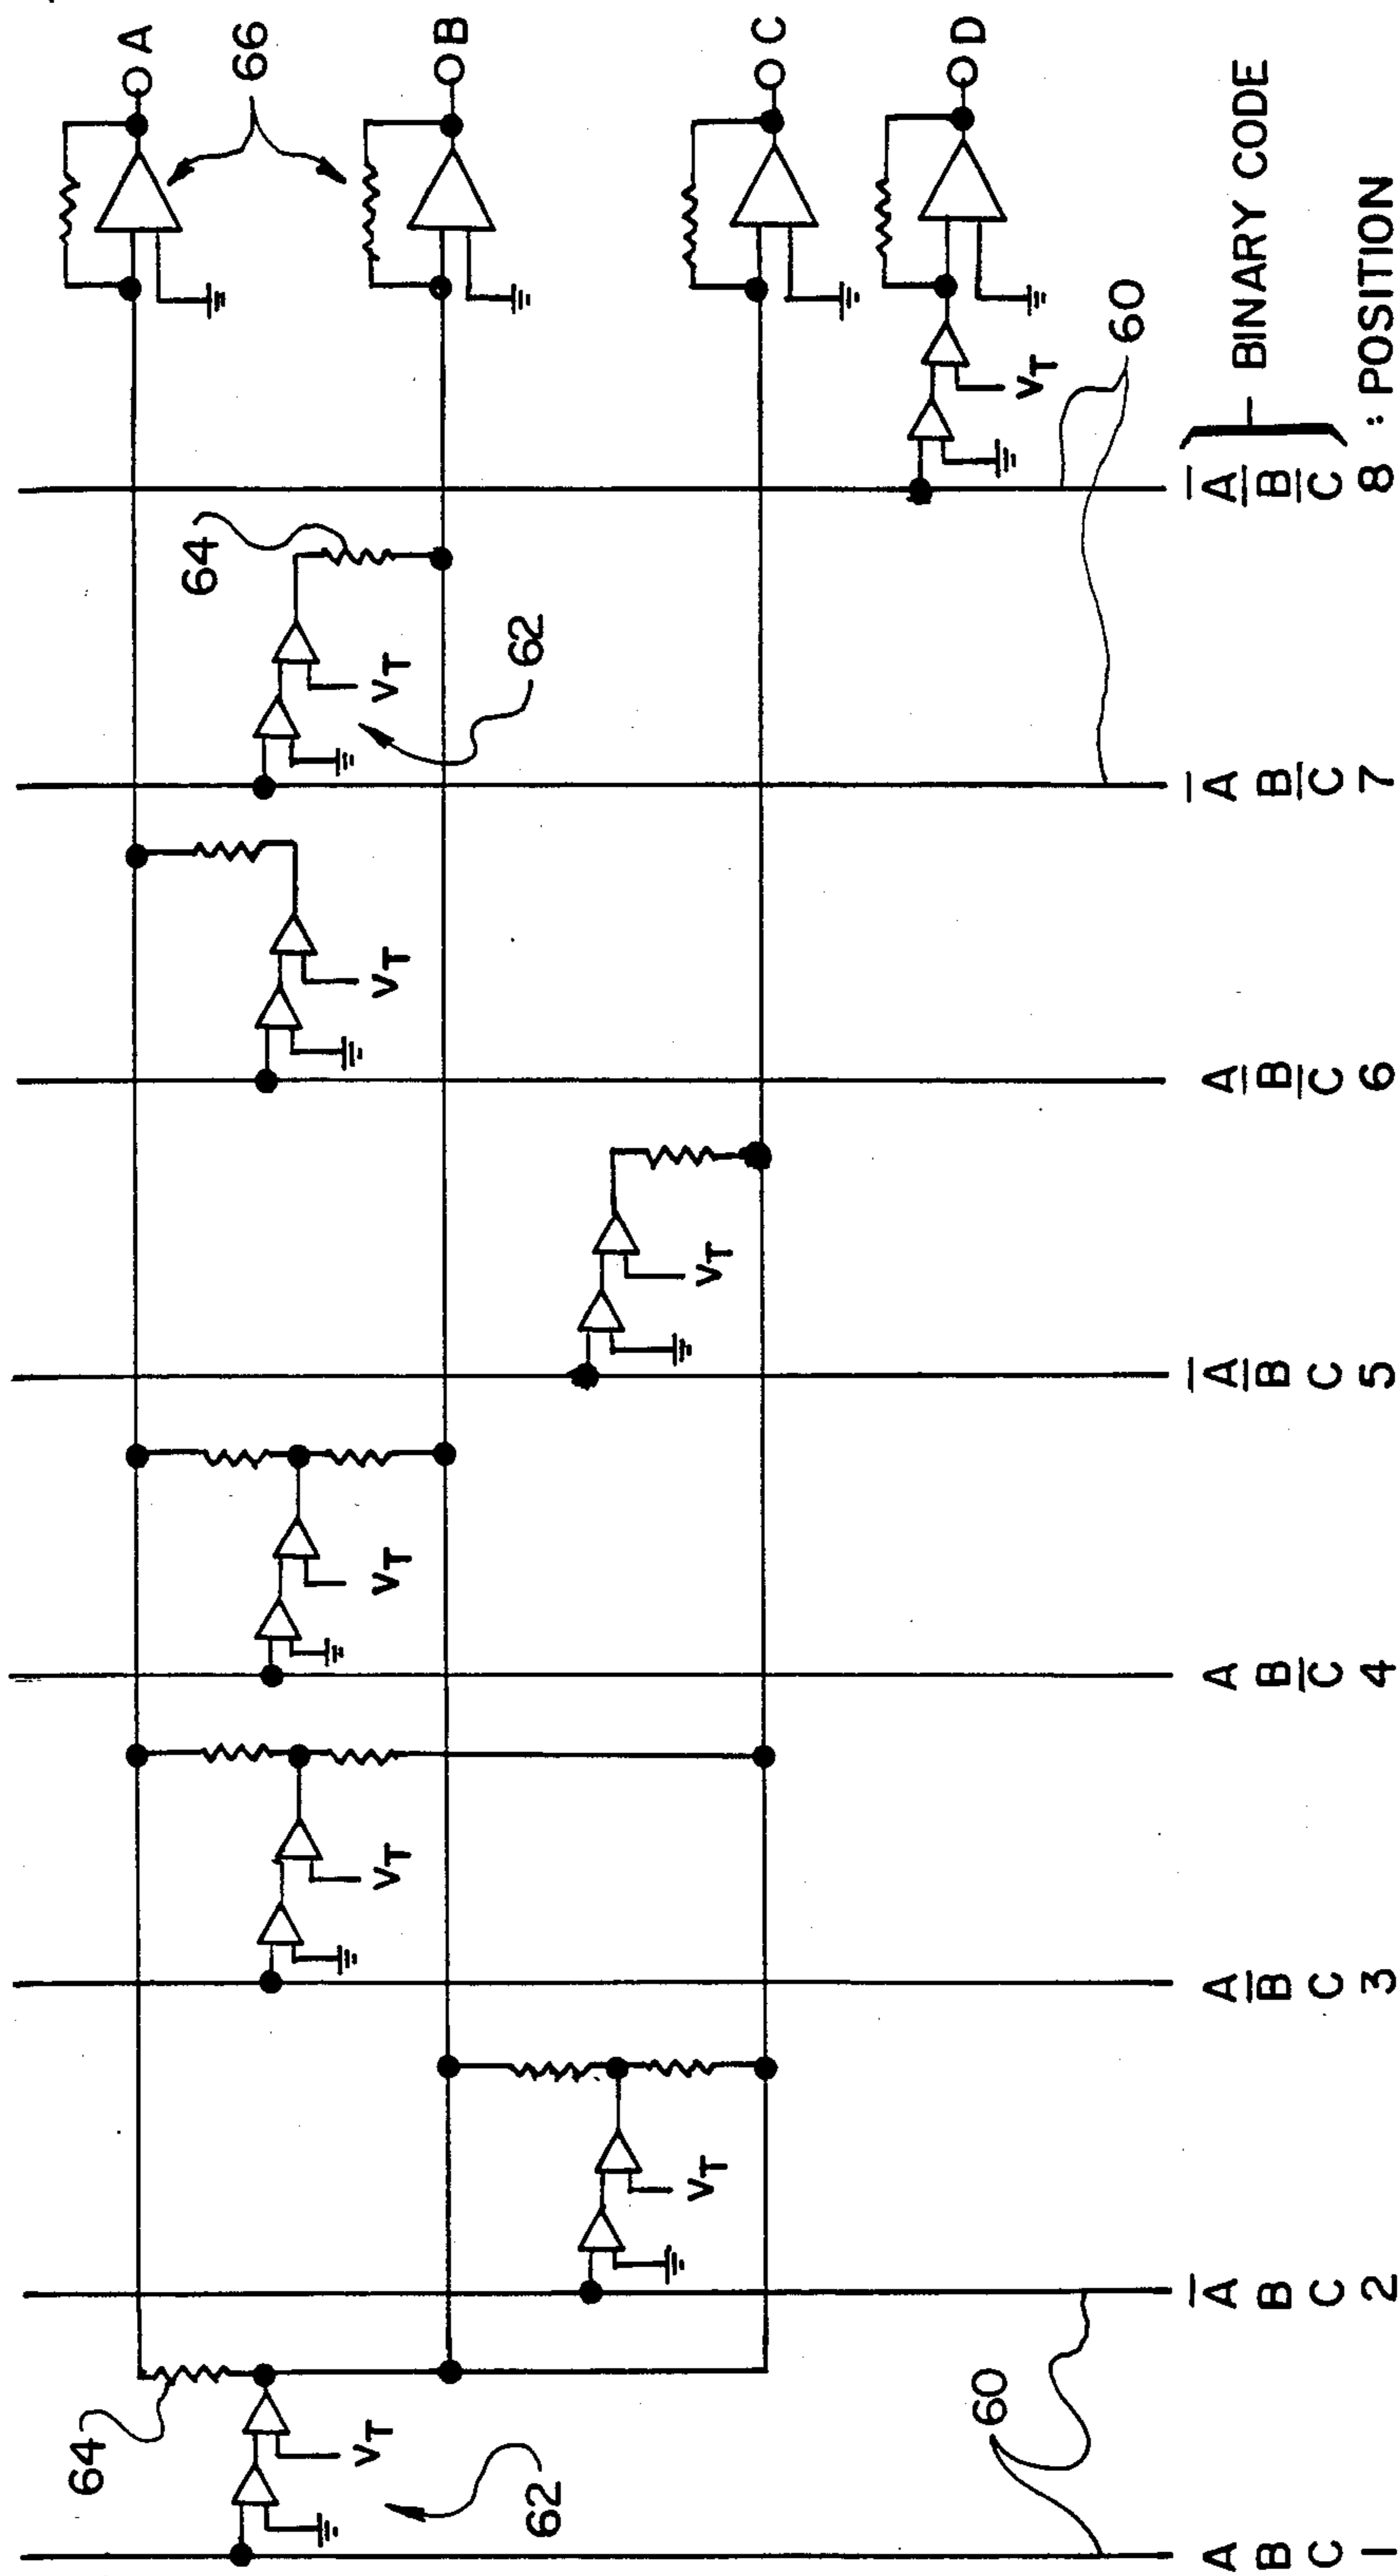 A
64
64
66
V_T
V_T
V_T
V_T
V_T
B
62
62
V_T
V_T
C
D
V_T
60
60
A Ā A A Ā A Ā Ā
B B B̄ B B̄ B̄ B B̄
C C C C̄ C C̄ C̄ C̄
BINARY CODE
1 2 3 4 5 6 7 8 : POSITION